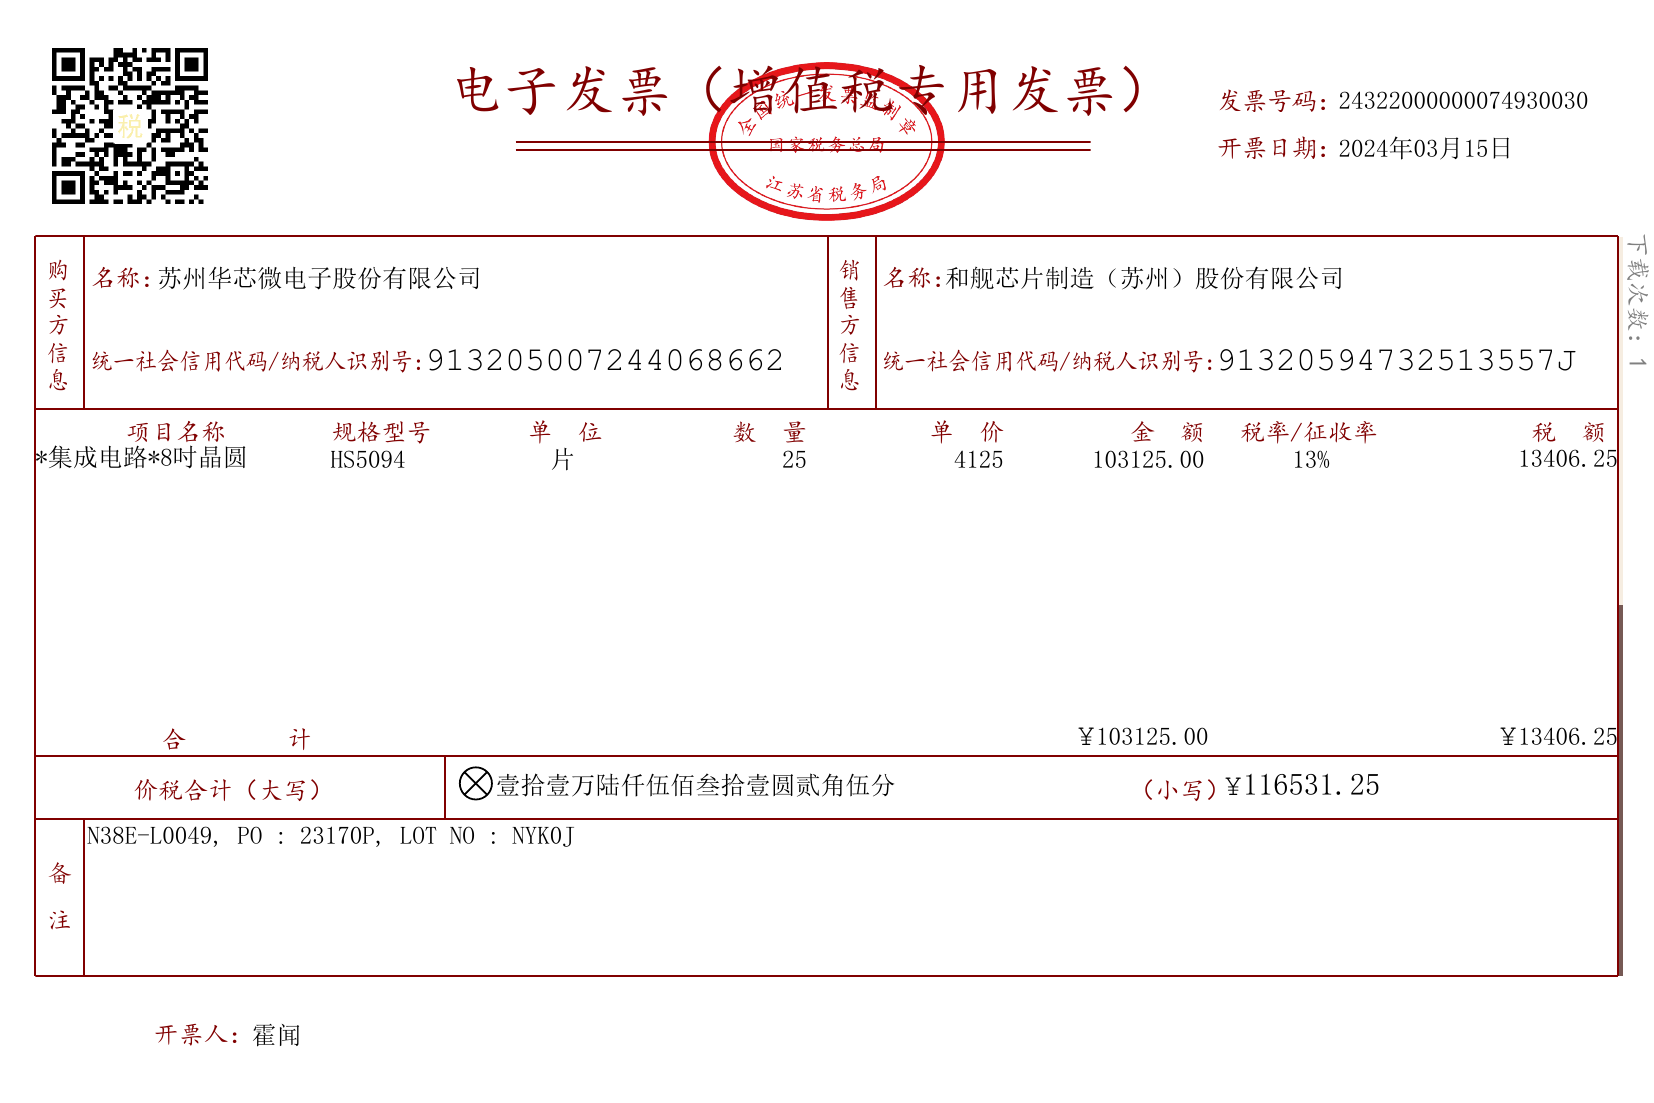 电子发票（增值税专用发票）
发票号码：24322000000074930030
开票日期：2024年03月15日
税
全国统一发票监制章
国家税务总局
江苏省税务局
下载次数：1
购买方信息
名称：苏州华芯微电子股份有限公司
统一社会信用代码/纳税人识别号：913205007244068662
销售方信息
名称：和舰芯片制造（苏州）股份有限公司
统一社会信用代码/纳税人识别号：91320594732513557J
项目名称 规格型号 单位 数量 单价 金额 税率/征收率 税额
*集成电路*8吋晶圆 HS5094 片 25 4125 103125.00 13% 13406.25
合计 ¥103125.00 ¥13406.25
价税合计（大写） 壹拾壹万陆仟伍佰叁拾壹圆贰角伍分 （小写）¥116531.25
备注
N38E-L0049, PO : 23170P, LOT NO : NYK0J
开票人：霍闻